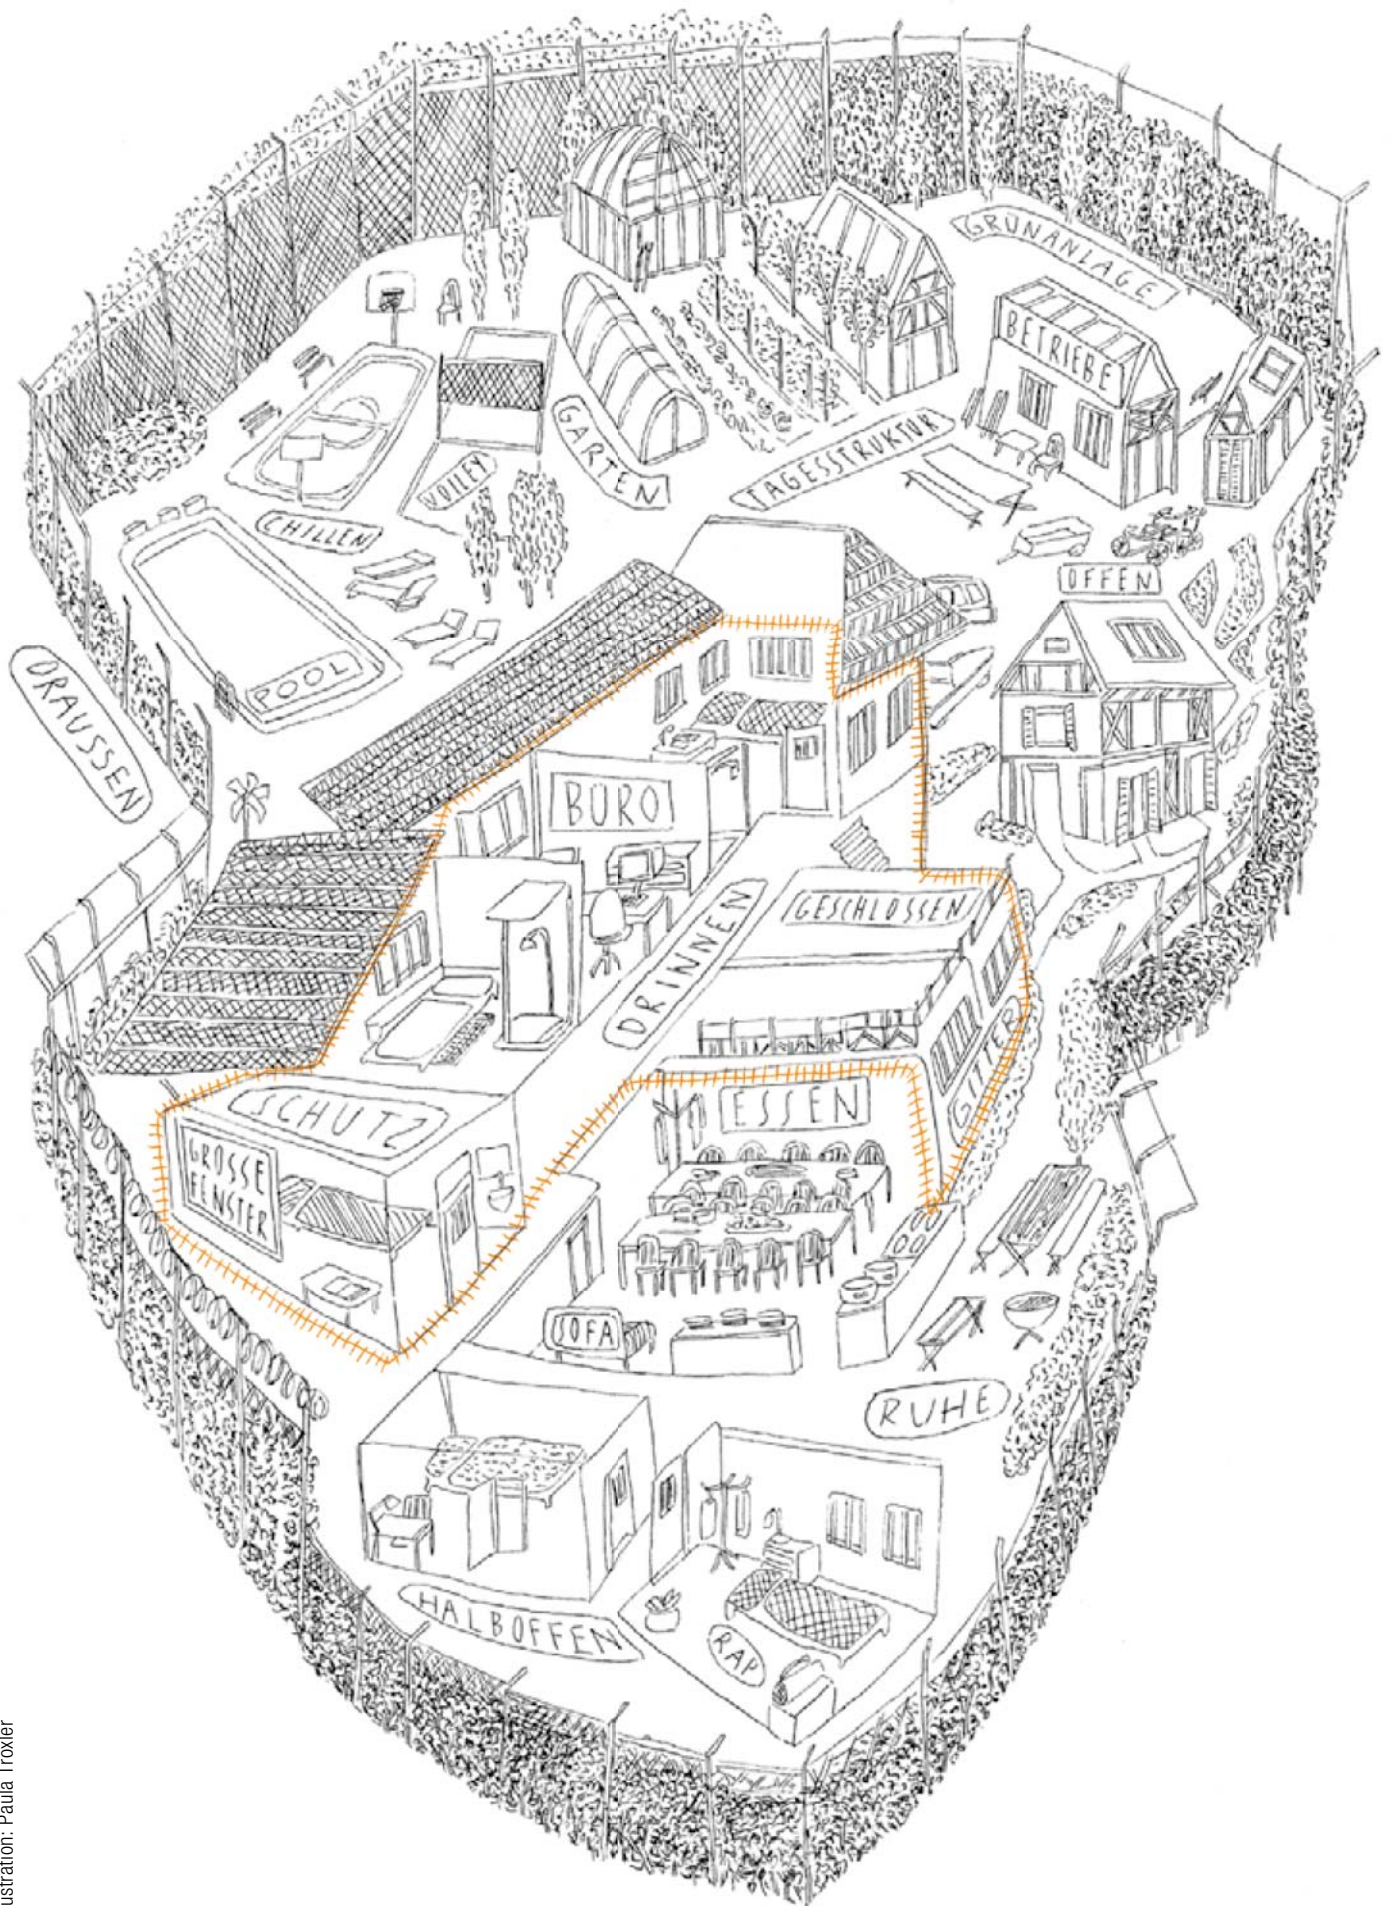 GRÜNANLAGE
BETRIEBE
GARTEN
TAGESSTRUKTUR
VOLLEY
CHILLEN
OFFEN
POOL
DRAUSSEN
BÜRO
GESCHLOSSEN
DRINNEN
GITTER
SCHUTZ
ESSEN
GROSSE
FENSTER
SOFA
RUHE
HALBOFFEN
RAP
ustration: Paula Troxler